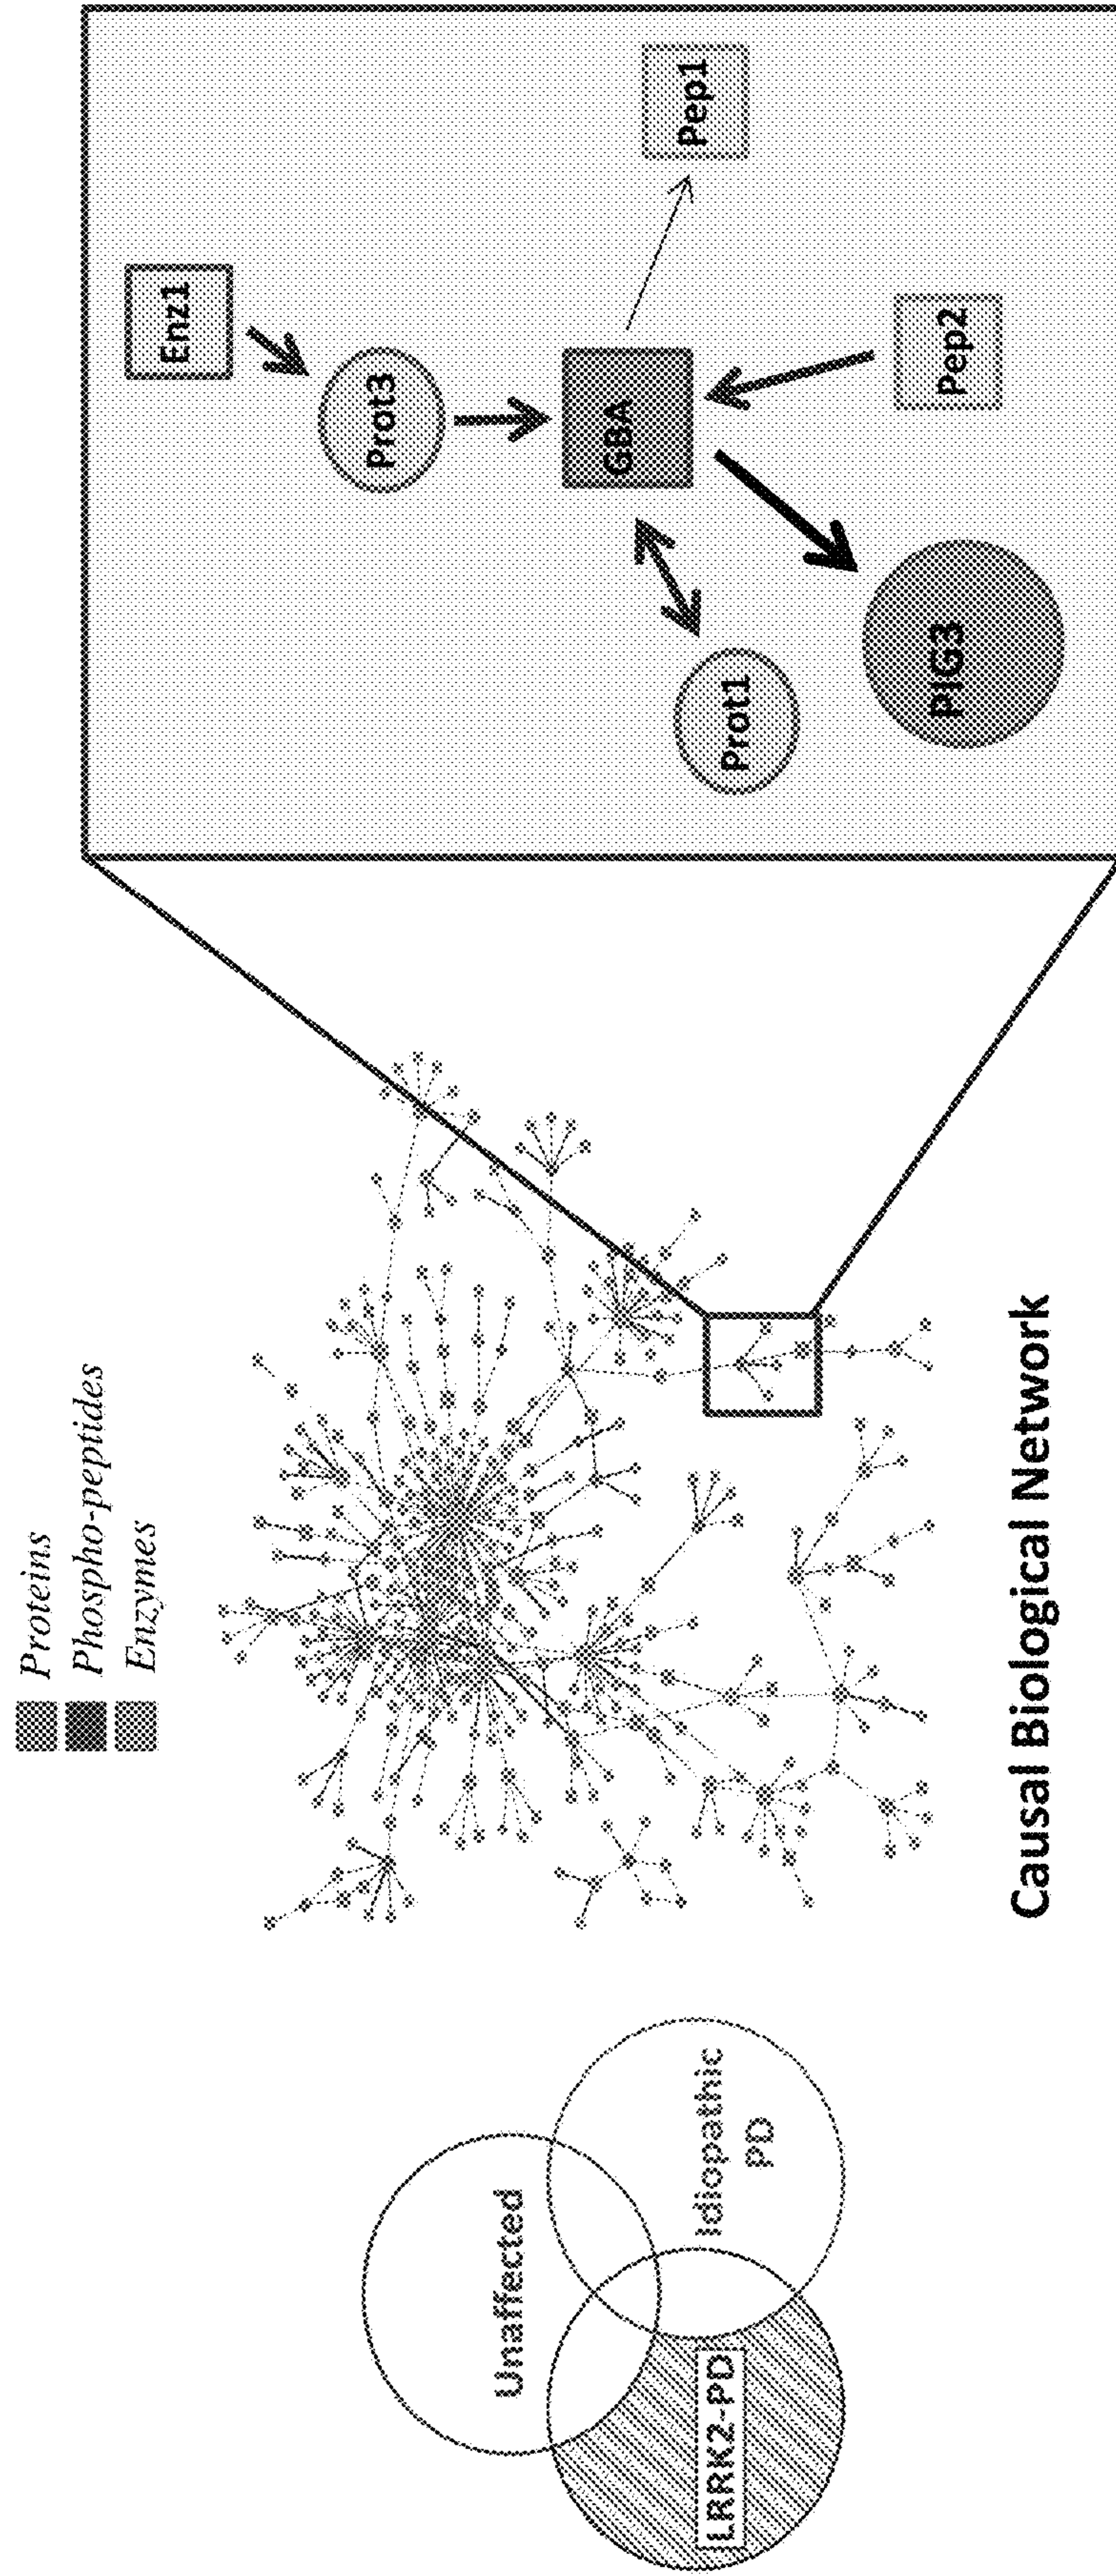 Proteins
Phospho-peptides
Enzymes
Unaffected
LRRK2-PD
Idiopathic
PD
Causal Biological Network
Enz1
Prot3
GBA
Pep1
Prot1
PIG3
Pep2